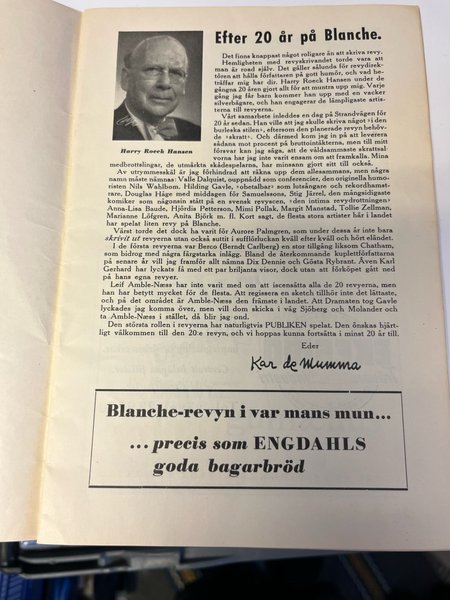 Efter 20 år på Blanche.
Det finns knappast något roligare än att skriva revy.
Hemligheten med revyskrivandet torde vara att
man är road själv. Det gäller sålunda för revydirek-
tören att hålla författaren på gott humör, och vad be-
träffar mig har dir. Harry Roeck Hansen under de
gångna 20 åren gjort allt för att muntra upp mig. Varje
gång jag får barn kommer han upp med en vacker
silverbägare, och han engagerar de lämpligaste artis-
terna till revyerna.
Vårt samarbete inleddes en dag på Strandvägen för
20 år sedan. Han ville att jag skulle skriva något »i den
burleska stilen», eftersom den planerade revyn behöv-
de »skratt». Och därmed kom jag in på att leverera
sådana mot procent på bruttointäkterna, men till mitt
försvar kan jag säga, att de våldsammaste skrattsal-
vorna har jag inte varit ensam om att framkalla. Mina
medbrottslingar, de utmärkta skådespelarna, har minsann gjort sitt till också.
Harry Roeck Hansen
Av utrymmesskäl är jag förhindrad att räkna upp dem allesammans, men några
namn måste nämnas: Valle Dalquist, ouppnådd som conferencier, den originella humo-
risten Nils Wahlbom, Hilding Gavle, »obetalbar» som lutsångare och rekordhamst-
rare, Douglas Håge med middagen för Samuelssons, Stig Järrel, den mångsidigaste
komiker som någonsin stått på en svensk revyscen, »den intima revydrottningen»
Anna-Lisa Baude, Hjördis Petterson, Mimi Pollak, Margit Manstad, Tollie Zellman,
Marianne Löfgren, Anita Björk m. fl. Kort sagt, de flesta stora artister här i landet
har spelat liten revy på Blanche.
Värst torde det dock ha varit för Aurore Palmgren, som under dessa år inte bara
skrivit ut revyerna utan också suttit i sufflörluckan kväll efter kväll och hört eländet.
I de första revyerna var Berco (Berndt Carlberg) en stor tillgång liksom Chatham,
som bidrog med några färgstarka inlägg. Bland de återkommande kuplettförfattarna
på senare år vill jag framför allt nämna Dix Dennie och Gösta Rybrant. Även Karl
Gerhard har lyckats få med ett par briljanta visor, dock utan att förköpet gått ned
på hans egna revyer.
Leif Amble-Næss har inte varit med om att iscensätta alla de 20 revyerna, men
han har betytt mycket för de flesta. Att regissera en sketch tillhör inte det lättaste,
och på det området är Amble-Næss den främste i landet. Att Dramaten tog Gavle
lyckades jag komma över, men vill dom skicka i väg Sjöberg och Molander och
ta Amble-Næss i stället, då blir jag ond.
Den största rollen i revyerna har naturligtvis PUBLIKEN spelat. Den önskas hjärt-
ligt välkommen till den 20:e revyn, och vi hoppas kunna fortsätta i minst 20 år till.
Eder
Kar de Mumma
Blanche-revyn i var mans mun...
... precis som ENGDAHLS
goda bagarbröd